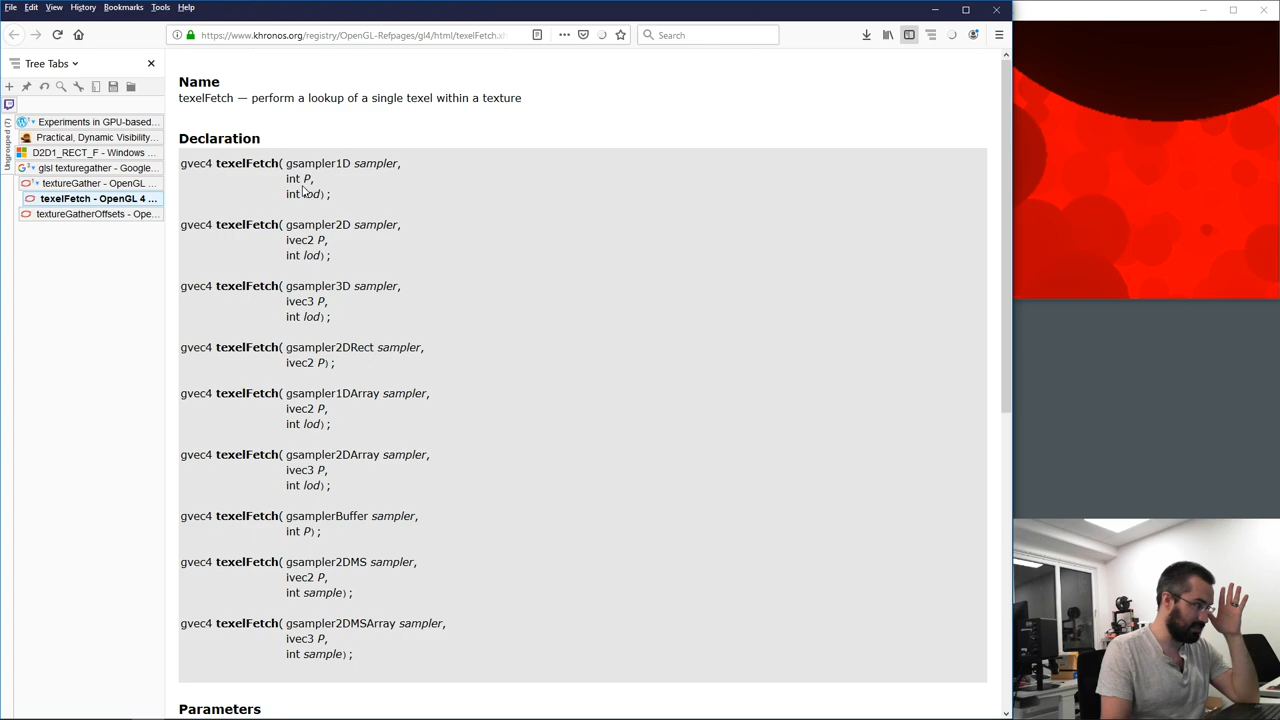 File Edit View History Bookmarks Tools Help
https://www.khronos.org/registry/OpenGL-Refpages/gl4/html/texelFetch.xh
Search
Tree Tabs
Ungrouped (7)
Experiments in GPU-based...
Practical, Dynamic Visibility...
D2D1_RECT_F - Windows ...
glsl texturegather - Google...
textureGather - OpenGL ...
texelFetch - OpenGL 4 ...
textureGatherOffsets - Ope...
Name
texelFetch — perform a lookup of a single texel within a texture
Declaration
gvec4 texelFetch( gsampler1D sampler,
int P,
int lod);
gvec4 texelFetch( gsampler2D sampler,
ivec2 P,
int lod);
gvec4 texelFetch( gsampler3D sampler,
ivec3 P,
int lod);
gvec4 texelFetch( gsampler2DRect sampler,
ivec2 P);
gvec4 texelFetch( gsampler1DArray sampler,
ivec2 P,
int lod);
gvec4 texelFetch( gsampler2DArray sampler,
ivec3 P,
int lod);
gvec4 texelFetch( gsamplerBuffer sampler,
int P);
gvec4 texelFetch( gsampler2DMS sampler,
ivec2 P,
int sample);
gvec4 texelFetch( gsampler2DMSArray sampler,
ivec3 P,
int sample);
Parameters